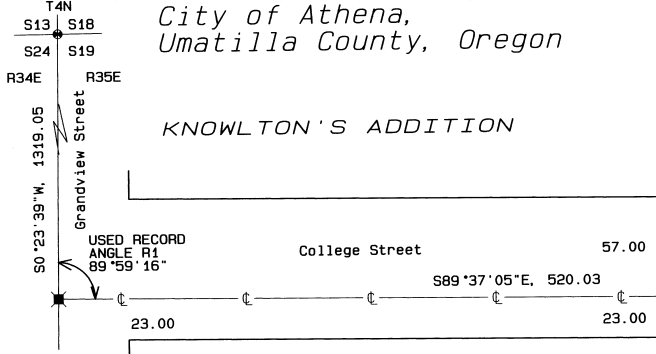 T4N
City of Athena,
S13 S18
Umatilla County, Oregon
S24 S19
R34E R35E
KNOWLTON'S ADDITION
S0°23'39"W, 1319.05
Grandview Street
USED RECORD
ANGLE R1
89°59'16"
College Street
57.00
S89°37'05"E, 520.03
℄ ℄ ℄ ℄ ℄
23.00
23.00